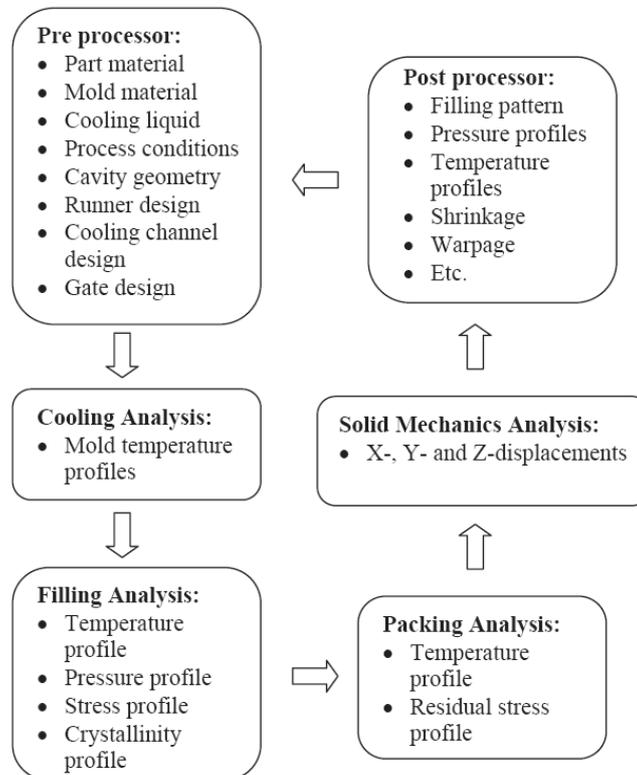 Pre processor:
• Part material
• Mold material
• Cooling liquid
• Process conditions
• Cavity geometry
• Runner design
• Cooling channel
design
• Gate design
Cooling Analysis:
• Mold temperature
profiles
Filling Analysis:
• Temperature
profile
• Pressure profile
• Stress profile
• Crystallinity
profile
Packing Analysis:
• Temperature
profile
• Residual stress
profile
Solid Mechanics Analysis:
• X-, Y- and Z-displacements
Post processor:
• Filling pattern
• Pressure profiles
• Temperature
profiles
• Shrinkage
• Warpage
• Etc.